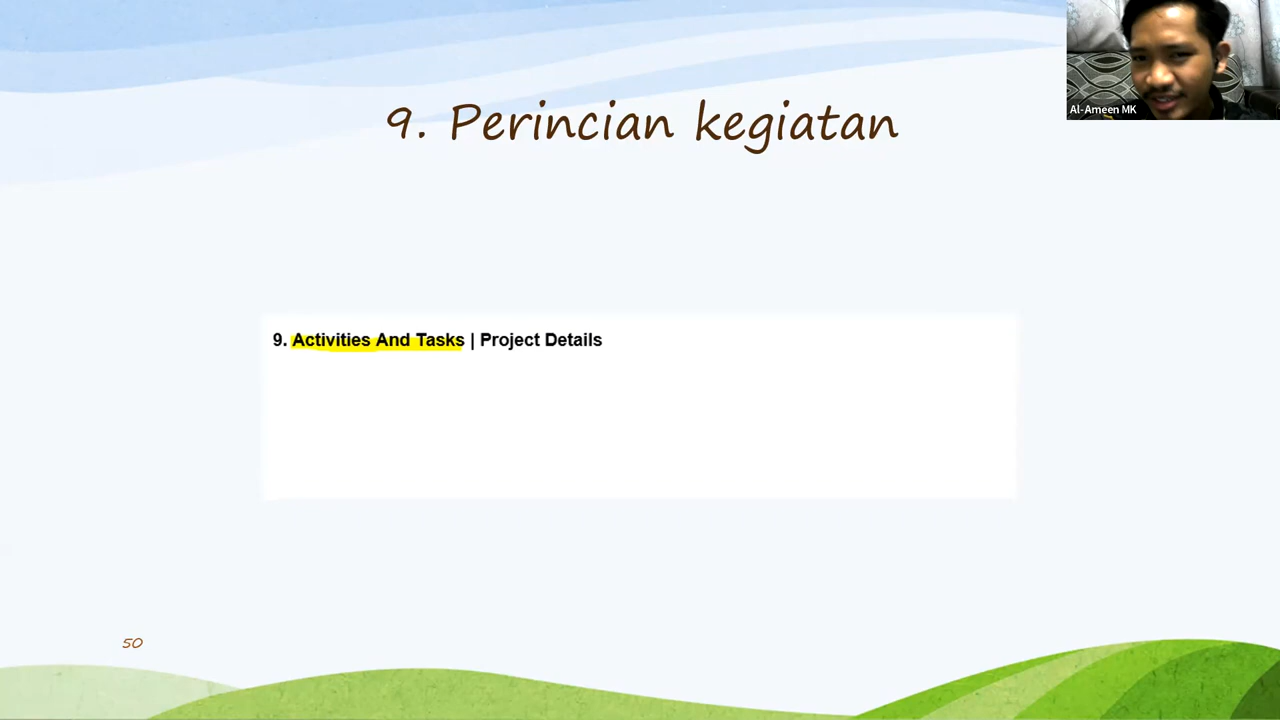 9. Perincian kegiatan
Al-Ameen MK
9. Activities And Tasks | Project Details
50